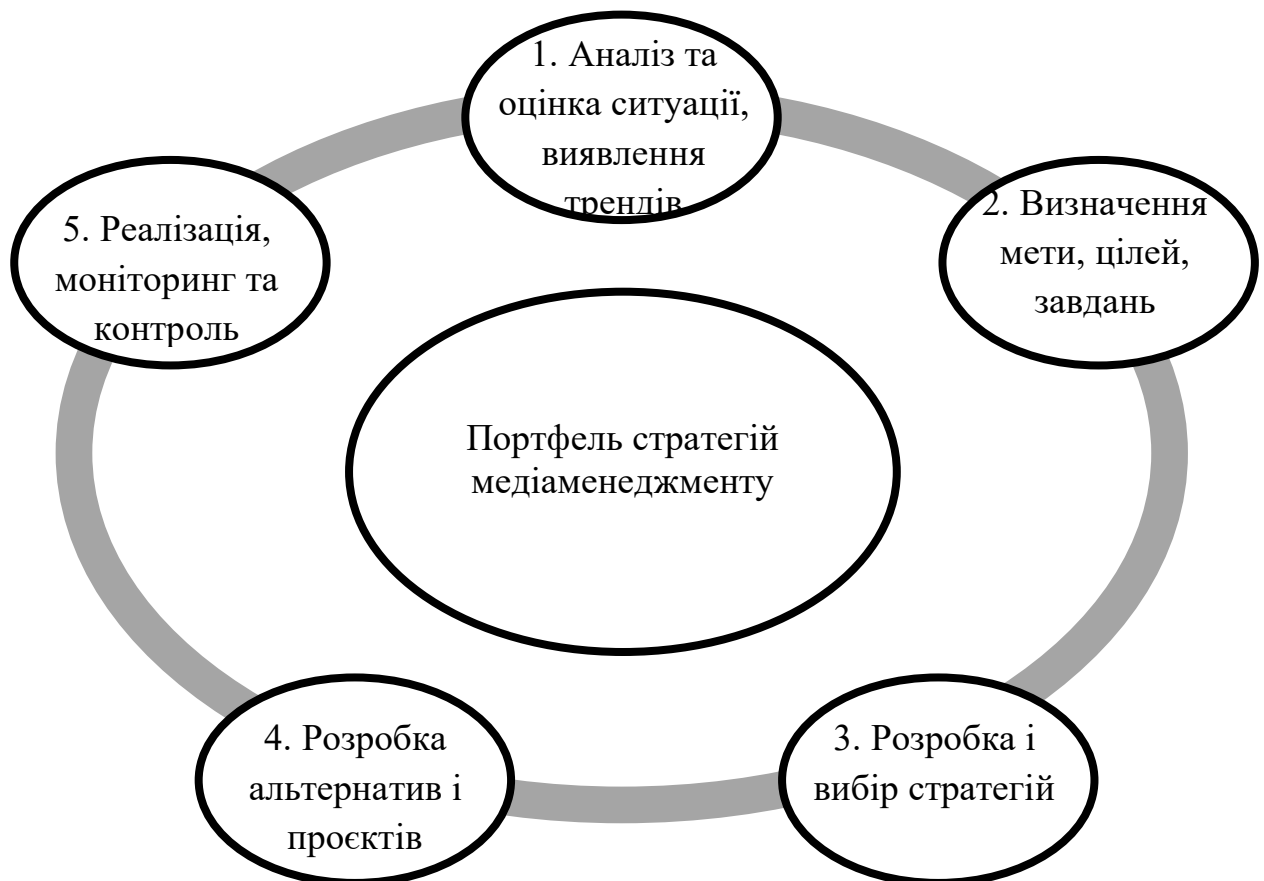 1. Аналіз та
оцінка ситуації,
виявлення
трендів
2. Визначення
мети, цілей,
завдань
3. Розробка і
вибір стратегій
4. Розробка
альтернатив і
проєктів
5. Реалізація,
моніторинг та
контроль
Портфель стратегій
медіаменеджменту